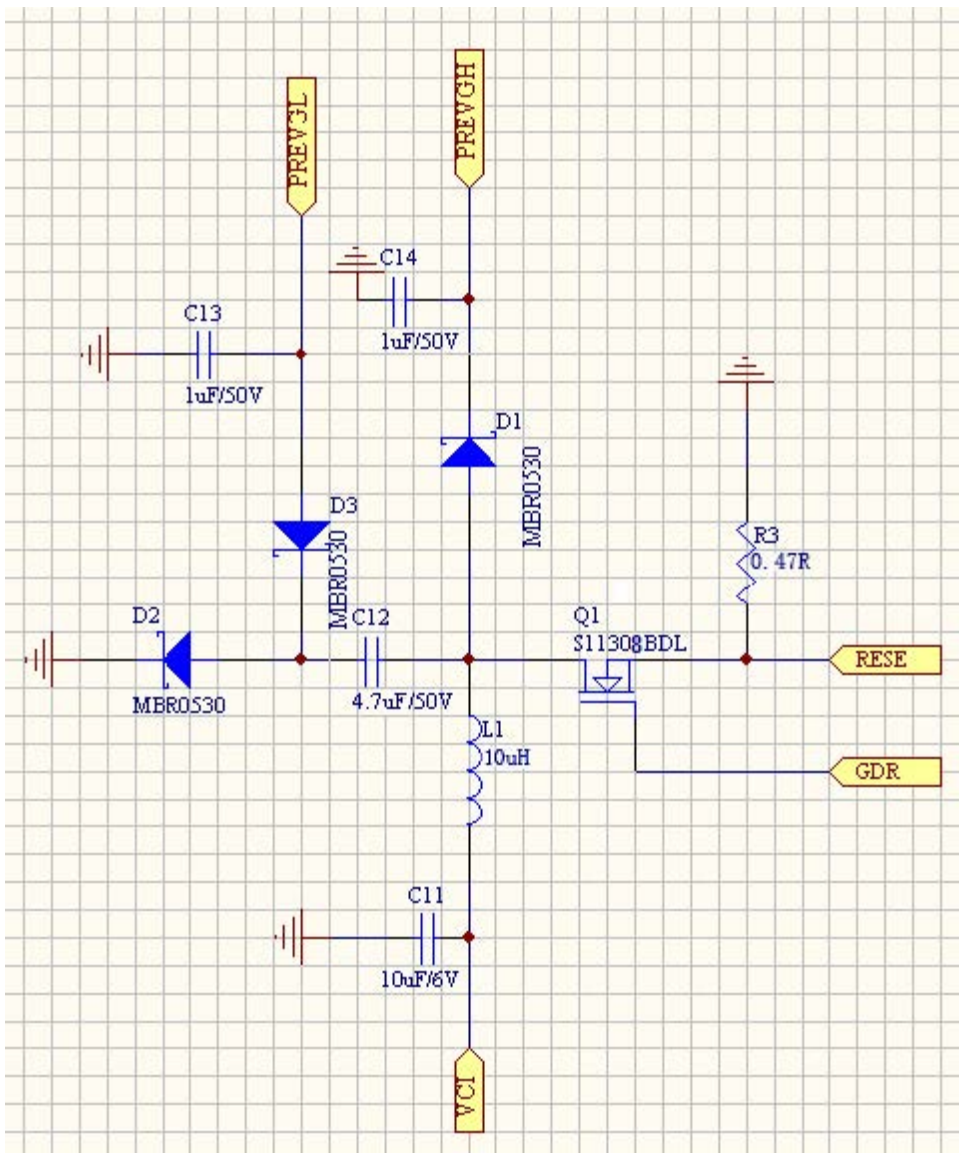 PREV3L
PREVGH
C14
1uF/50V
C13
1uF/50V
D1
MBR0530
D3
MBR0530
R3
0.47R
D2
MBR0530
C12
4.7uF/50V
Q1
S11308BDL
RESE
L1
10uH
GDR
C11
10uF/6V
VCI